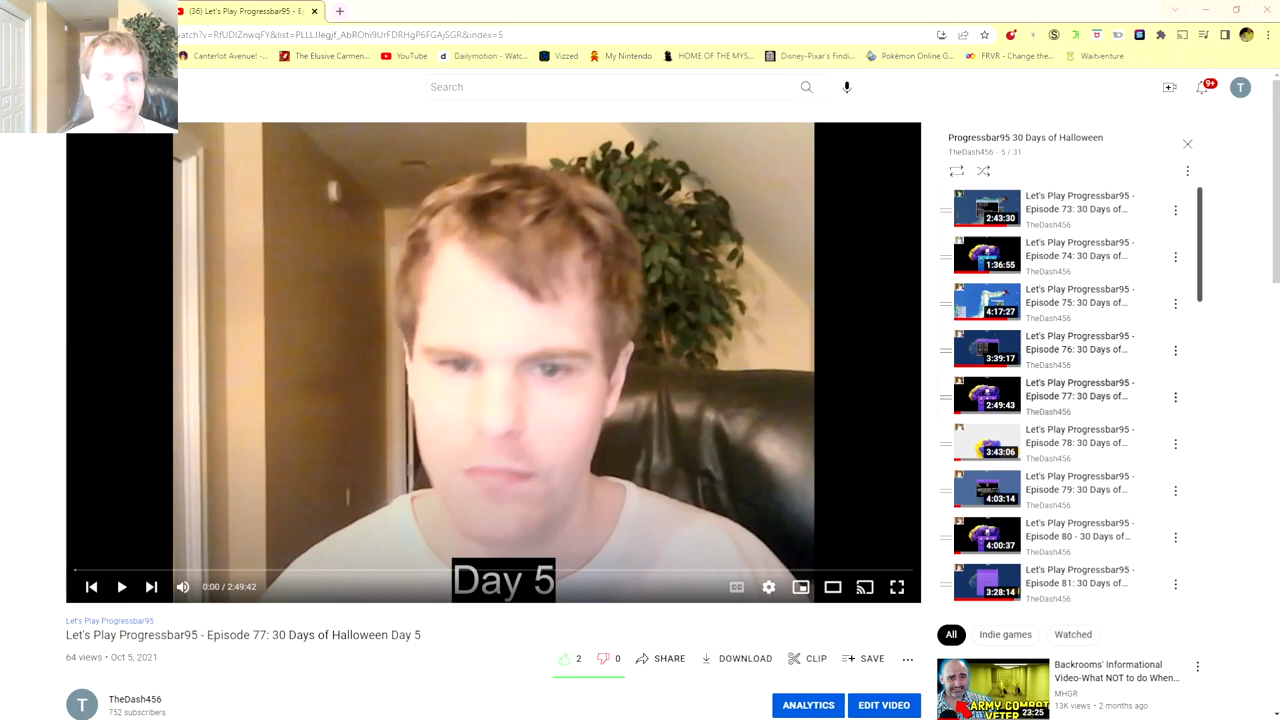 (36) Let's Play Progressbar95 - E
watch?v=RfUDIZnwqFY&list=PLLLJJlegjf_AbROhi9UrFDRHgP6FGAjSGR&index=5
Canterlot Avenue! -...
The Elusive Carmen...
YouTube
Dailymotion - Watc...
Vizzed
My Nintendo
HOME OF THE MYS...
Disney-Pixar's Findi...
Pokémon Online G...
FRVR - Change the...
Waitventure
Search
9+
T
Day 5
0:00 / 2:49:42
Let's Play Progressbar95
Let's Play Progressbar95 - Episode 77: 30 Days of Halloween Day 5
64 views • Oct 5, 2021
2
0
SHARE
DOWNLOAD
CLIP
SAVE
T
TheDash456
752 subscribers
ANALYTICS
EDIT VIDEO
Progressbar95 30 Days of Halloween
TheDash456 - 5 / 31
2:43:30
Let's Play Progressbar95 -
Episode 73: 30 Days of...
TheDash456
1:36:55
Let's Play Progressbar95 -
Episode 74: 30 Days of...
TheDash456
4:17:27
Let's Play Progressbar95 -
Episode 75: 30 Days of...
TheDash456
3:39:17
Let's Play Progressbar95 -
Episode 76: 30 Days of...
TheDash456
2:49:43
Let's Play Progressbar95 -
Episode 77: 30 Days of...
TheDash456
3:43:06
Let's Play Progressbar95 -
Episode 78: 30 Days of...
TheDash456
4:03:14
Let's Play Progressbar95 -
Episode 79: 30 Days of...
TheDash456
4:00:37
Let's Play Progressbar95 -
Episode 80 - 30 Days of...
TheDash456
3:28:14
Let's Play Progressbar95 -
Episode 81: 30 Days of...
TheDash456
All
Indie games
Watched
ARMY COMBAT
VETER
23:25
Backrooms' Informational
Video-What NOT to do When...
MHGR
13K views • 2 months ago